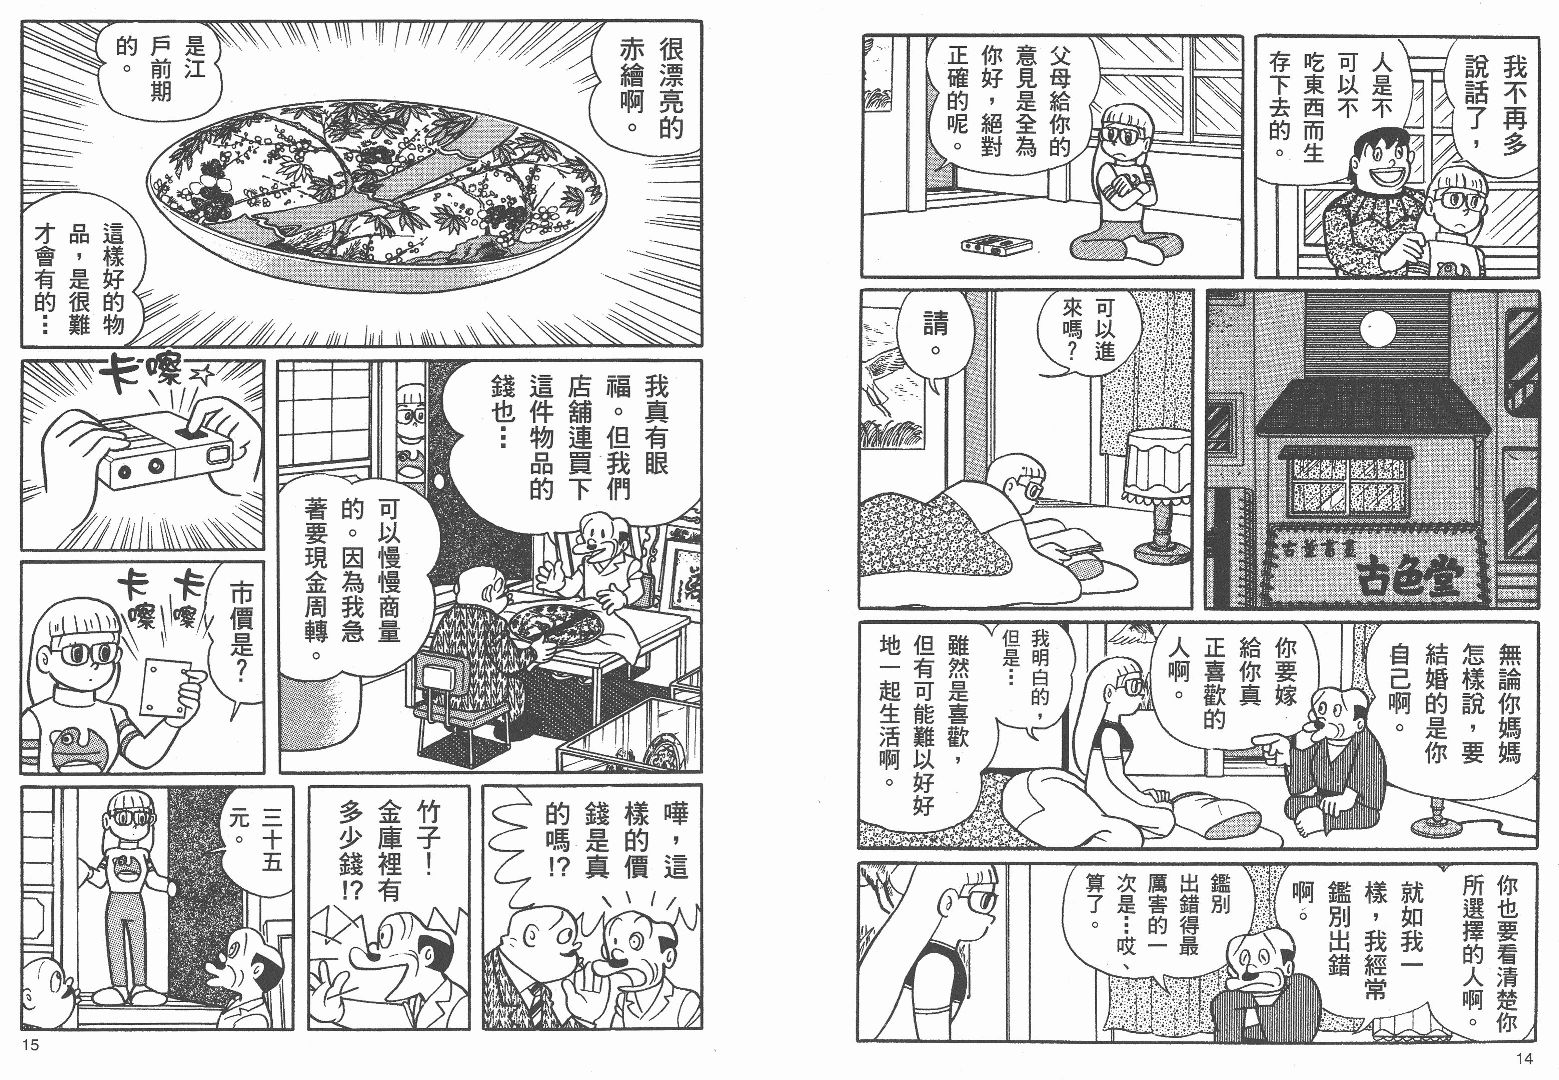 我不再多
說話了，
人是不
可以不
吃東西而生
存下去的。
父母給你的
意見是全為
你好，絕對
正確的呢。
古董書畫
古色堂
可以進
來嗎？
請。
無論你媽媽
怎樣說，要
結婚的是你
自己啊。
你要嫁
給你真
正喜歡的
人啊。
我明白的，
但是…
雖然是喜歡，
但有可能難以好好
地一起生活啊。
你也要看清楚你
所選擇的人啊。
就如我一
樣，我經常
鑑別出錯
啊。
鑑別
出錯得最
厲害的一
次是…哎、
算了。
14
很漂亮的
赤繪啊。
是江
戶前期
的。
這樣好的物
品，是很難
才會有的…
我真有眼
福。但我們
店舖連買下
這件物品的
錢也…
可以慢慢商量
的。因為我急
著要現金周轉。
卡嚓
市價是？
卡嚓
卡嚓
嘩，這
樣的價
錢是真
的嗎!?
竹子！
金庫裡有
多少錢!?
三十五
元。
15